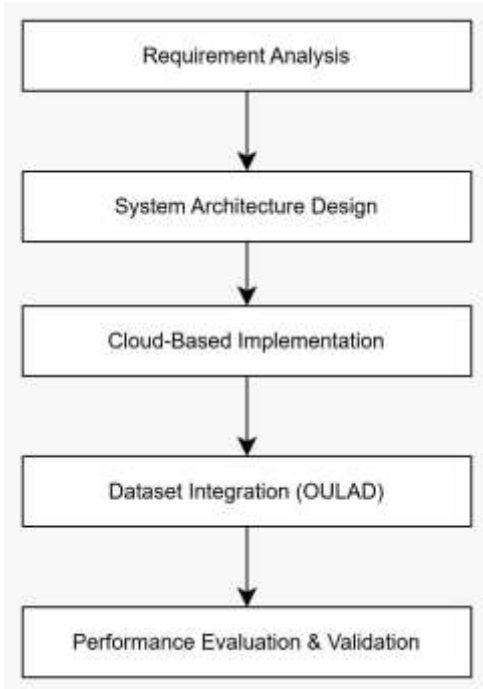 Requirement Analysis
System Architecture Design
Cloud-Based Implementation
Dataset Integration (OULAD)
Performance Evaluation & Validation